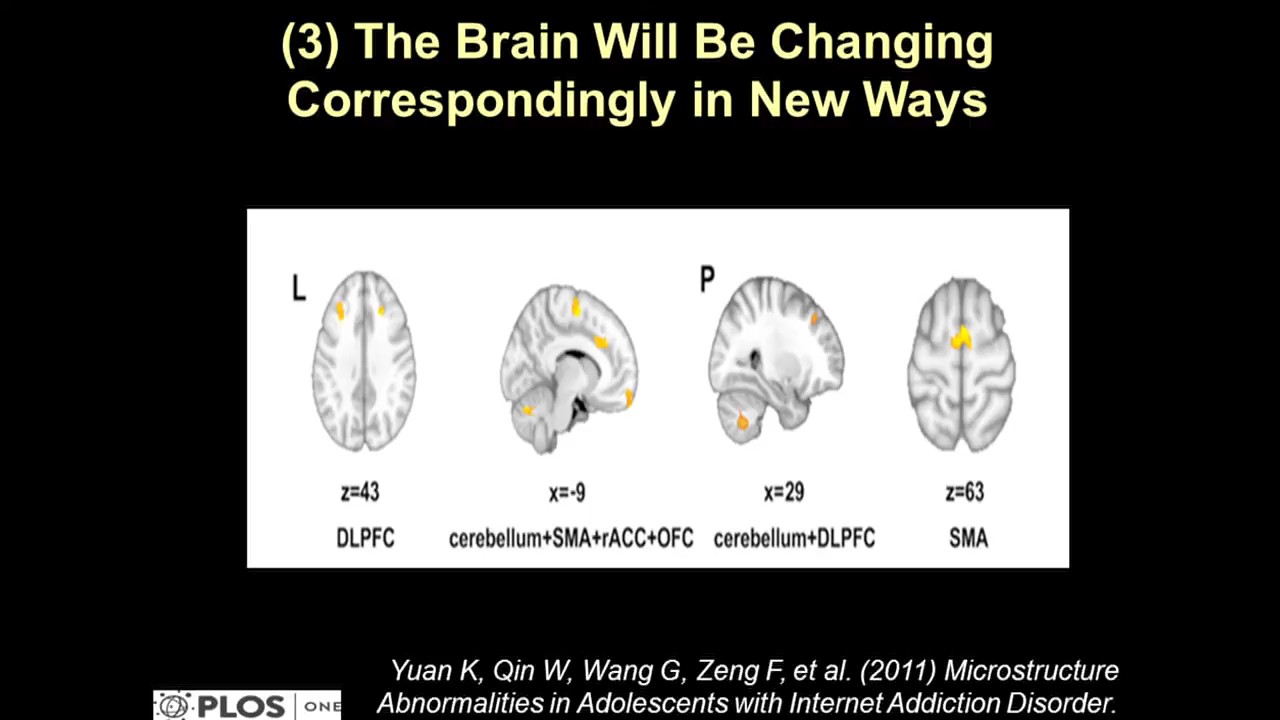 (3) The Brain Will Be Changing
Correspondingly in New Ways
L
P
z=43
x=-9
x=29
z=63
DLPFC
cerebellum+SMA+rACC+OFC
cerebellum+DLPFC
SMA
Yuan K, Qin W, Wang G, Zeng F, et al. (2011) Microstructure
Abnormalities in Adolescents with Internet Addiction Disorder.
PLOS | ONE